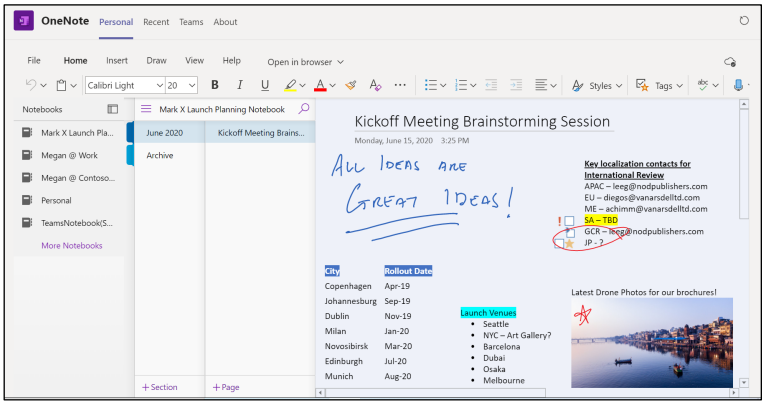 OneNote Personal Recent Teams About
File Home Insert Draw View Help Open in browser
Calibri Light 20 B I U A A ... Styles Tags abc
Notebooks
Mark X Launch Pla...
Megan @ Work
Megan @ Contoso...
Personal
TeamsNotebook(S...
More Notebooks
Mark X Launch Planning Notebook
June 2020
Archive
+ Section
Kickoff Meeting Brains...
+ Page
Kickoff Meeting Brainstorming Session
Monday, June 15, 2020 3:25 PM
ALL IDEAS ARE
GREAT IDEAS!
Key localization contacts for
International Review
APAC – leeg@nodpublishers.com
EU – diegos@vanarsdelltd.com
ME – achimm@vanarsdelltd.com
SA – TBD
GCR – leeg@nodpublishers.com
JP - ?
City Rollout Date
Copenhagen Apr-19
Johannesburg Sep-19
Dublin Nov-19
Milan Jan-20
Novosibirsk Mar-20
Edinburgh Jul-20
Munich Aug-20
Launch Venues
• Seattle
• NYC – Art Gallery?
• Barcelona
• Dubai
• Osaka
• Melbourne
Latest Drone Photos for our brochures!